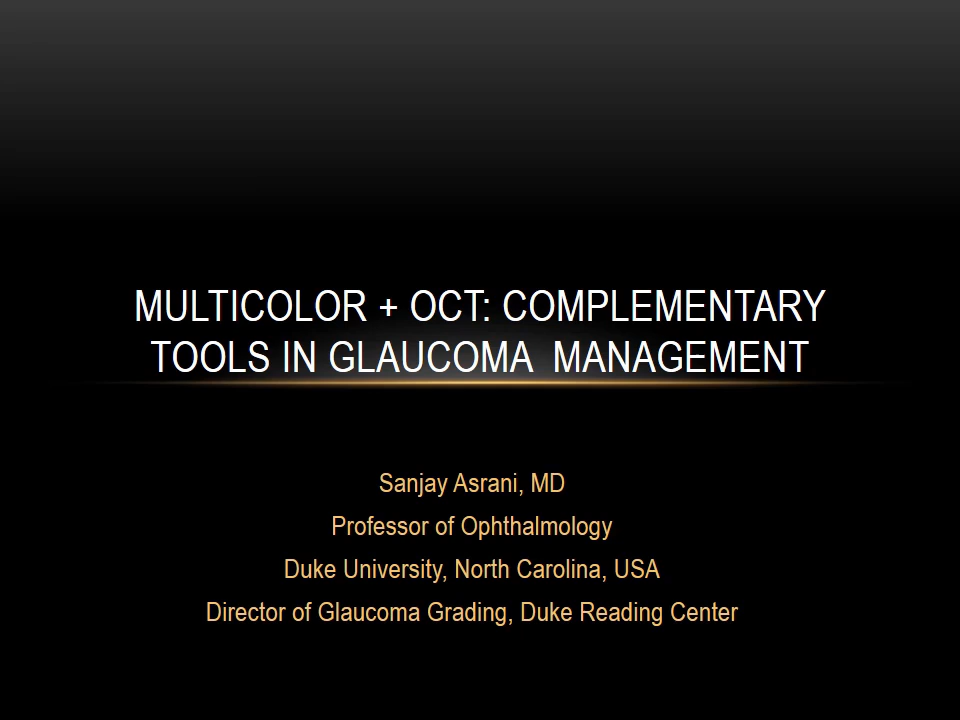 MULTICOLOR + OCT: COMPLEMENTARY
TOOLS IN GLAUCOMA  MANAGEMENT
Sanjay Asrani, MD
Professor of Ophthalmology
Duke University, North Carolina, USA
Director of Glaucoma Grading, Duke Reading Center